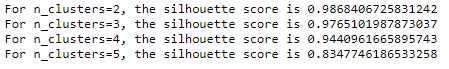 For n_clusters=2, the silhouette score is 0.9868406725831242
For n_clusters=3, the silhouette score is 0.9765101987873037
For n_clusters=4, the silhouette score is 0.9440961665895743
For n_clusters=5, the silhouette score is 0.8347746186533258